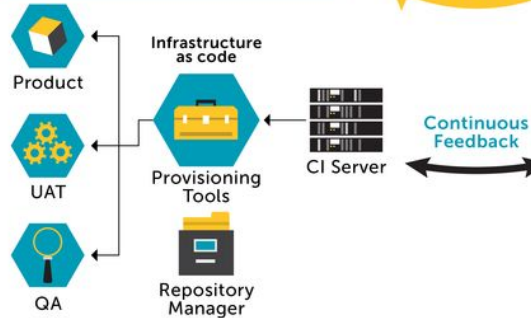 Product
UAT
QA
Infrastructure
as code
Provisioning
Tools
Repository
Manager
CI Server
Continuous
Feedback